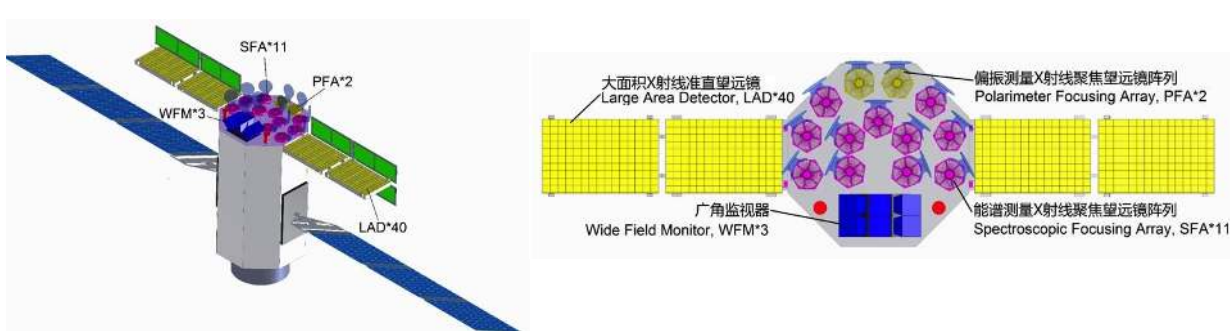 SFA*11
PFA*2
WFM*3
LAD*40
大面积X射线准直望远镜
Large Area Detector, LAD*40
偏振测量X射线聚焦望远镜阵列
Polarimeter Focusing Array, PFA*2
广角监视器
Wide Field Monitor, WFM*3
能谱测量X射线聚焦望远镜阵列
Spectroscopic Focusing Array, SFA*11